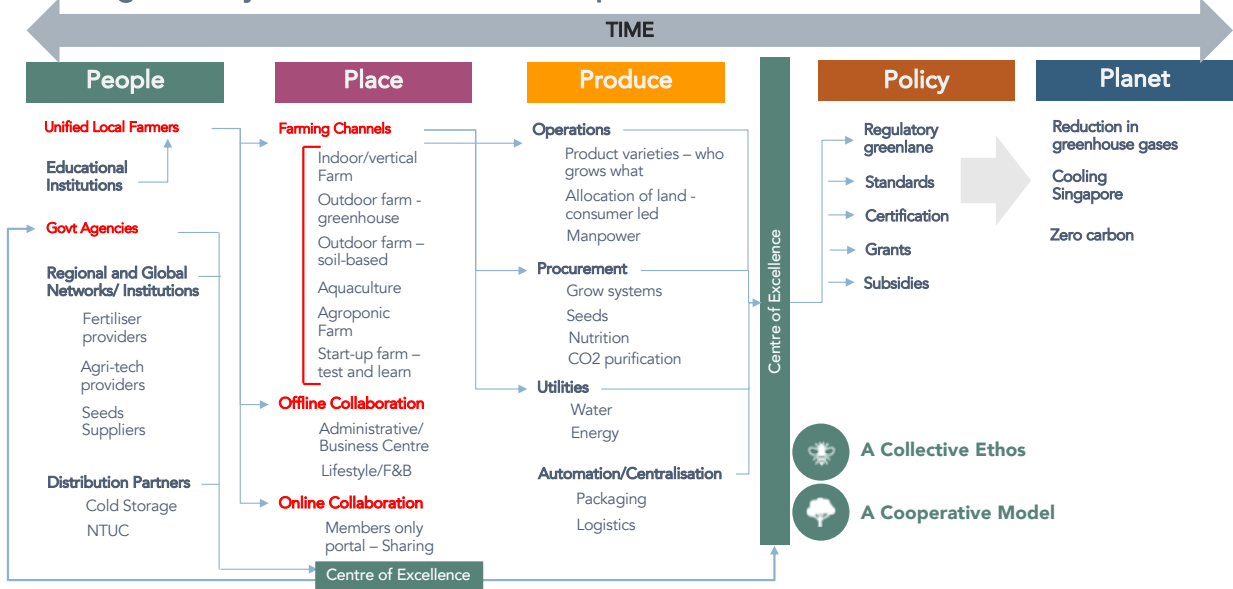 TIME
People
Place
Produce
Policy
Planet
Unified Local Farmers
Educational
Institutions
Govt Agencies
Regional and Global
Networks/ Institutions
Fertiliser
providers
Agri-tech
providers
Seeds
Suppliers
Distribution Partners
Cold Storage
NTUC
Farming Channels
Indoor/vertical
Farm
Outdoor farm -
greenhouse
Outdoor farm –
soil-based
Aquaculture
Agroponic
Farm
Start-up farm –
test and learn
Offline Collaboration
Administrative/
Business Centre
Lifestyle/F&B
Online Collaboration
Members only
portal – Sharing
Centre of Excellence
Operations
Product varieties – who
grows what
Allocation of land -
consumer led
Manpower
Procurement
Grow systems
Seeds
Nutrition
CO2 purification
Utilities
Water
Energy
Automation/Centralisation
Packaging
Logistics
Centre of Excellence
Regulatory
greenlane
Standards
Certification
Grants
Subsidies
Reduction in
greenhouse gases
Cooling
Singapore
Zero carbon
A Collective Ethos
A Cooperative Model